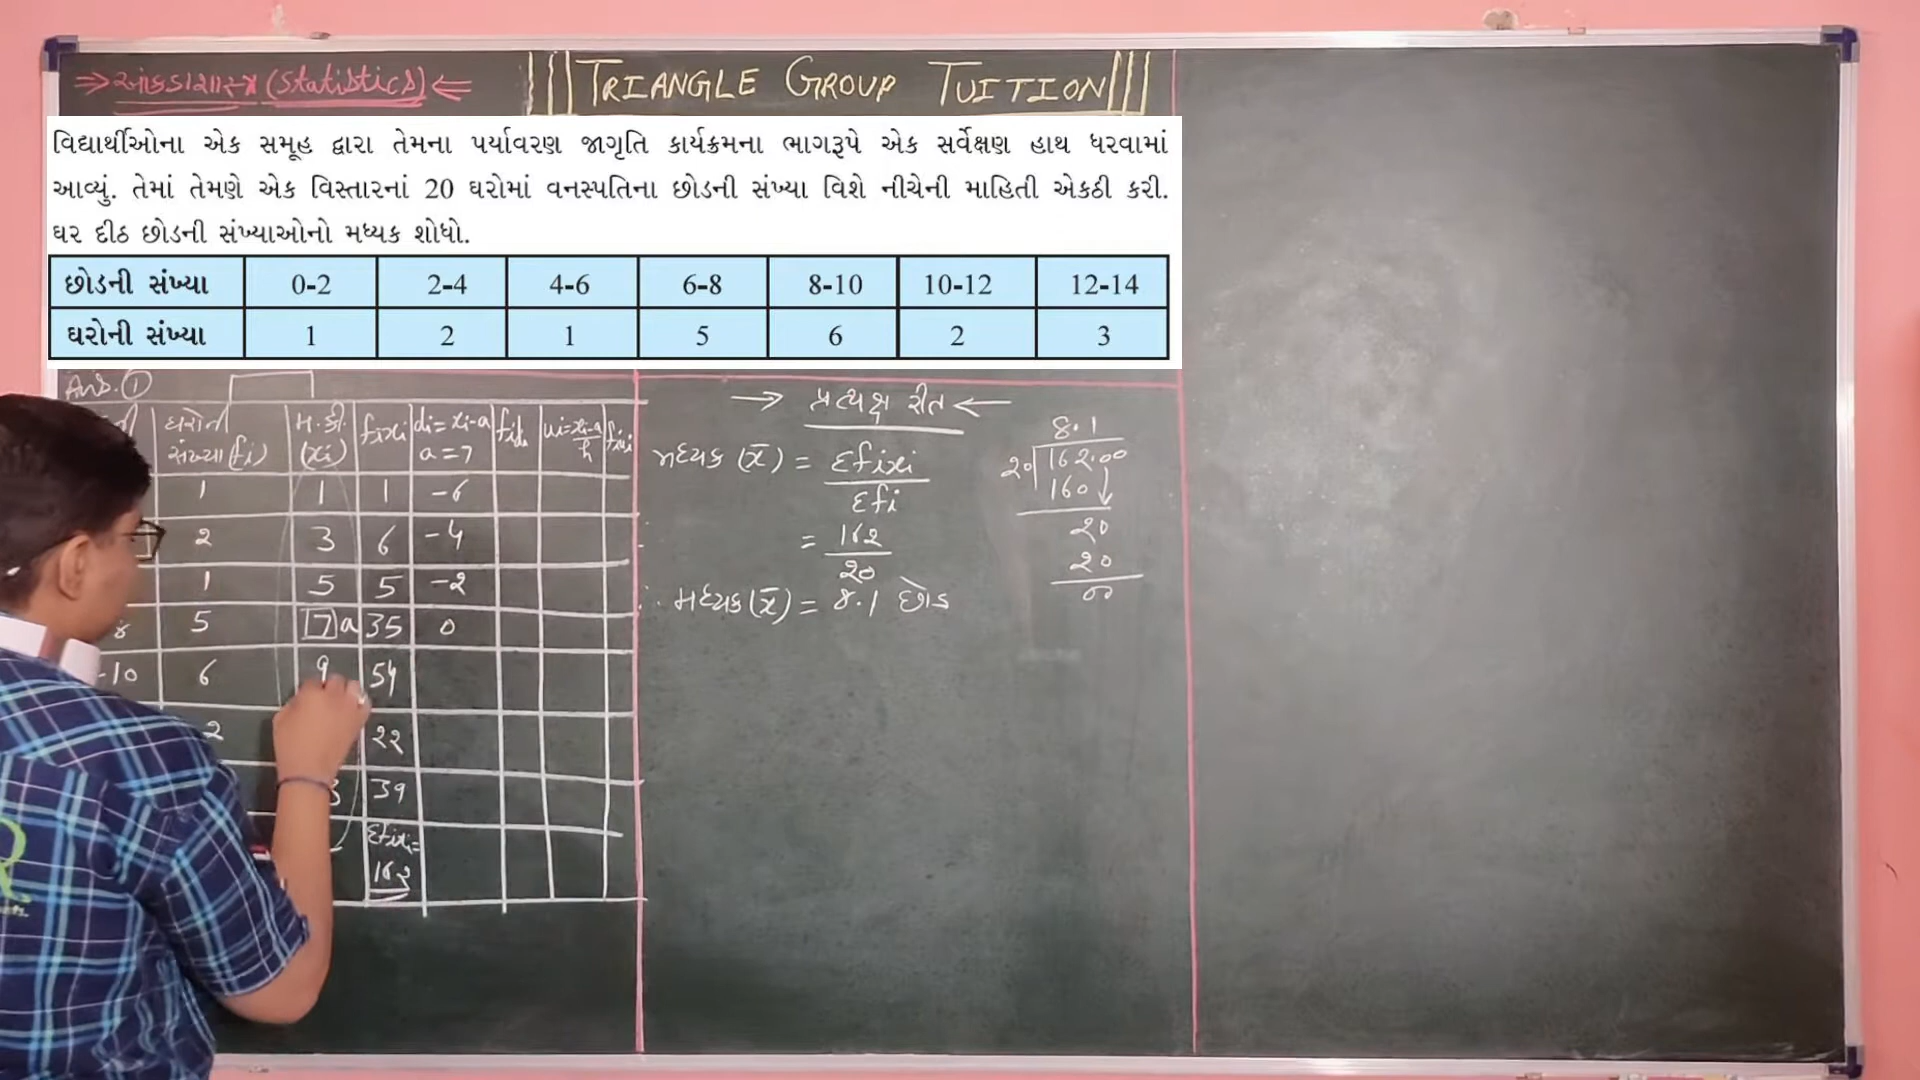 ⇒ આંકડાશાસ્ત્ર (Statistics) ⇐
TRIANGLE GROUP TUITION
વિદ્યાર્થીઓના એક સમૂહ દ્વારા તેમના પર્યાવરણ જાગૃતિ કાર્યક્રમના ભાગરૂપે એક સર્વેક્ષણ હાથ ધરવામાં
આવ્યું. તેમાં તેમણે એક વિસ્તારનાં 20 ઘરોમાં વનસ્પતિના છોડની સંખ્યા વિશે નીચેની માહિતી એકઠી કરી.
ઘર દીઠ છોડની સંખ્યાઓનો મધ્યક શોધો.
છોડની સંખ્યા 0-2 2-4 4-6 6-8 8-10 10-12 12-14
ઘરોની સંખ્યા 1 2 1 5 6 2 3
Ans. ①
ઘરોની મ.કી fixi di=xi-a fidi ui=xi-a fiui
સંખ્યા (fi) (xi) a=7 h
1 1 1 -6
2 3 6 -4
1 5 5 -2
5 7 a 35 0
-10 6 9 54
2 22
3 39
Σfixi=
162
→ પ્રત્યક્ષ રીત ←
મધ્યક (x̄) = Σfixi
Σfi
= 162
20
∴ મધ્યક (x̄) = 8.1 છોડ
8.1
20 162.00
160
20
20
00